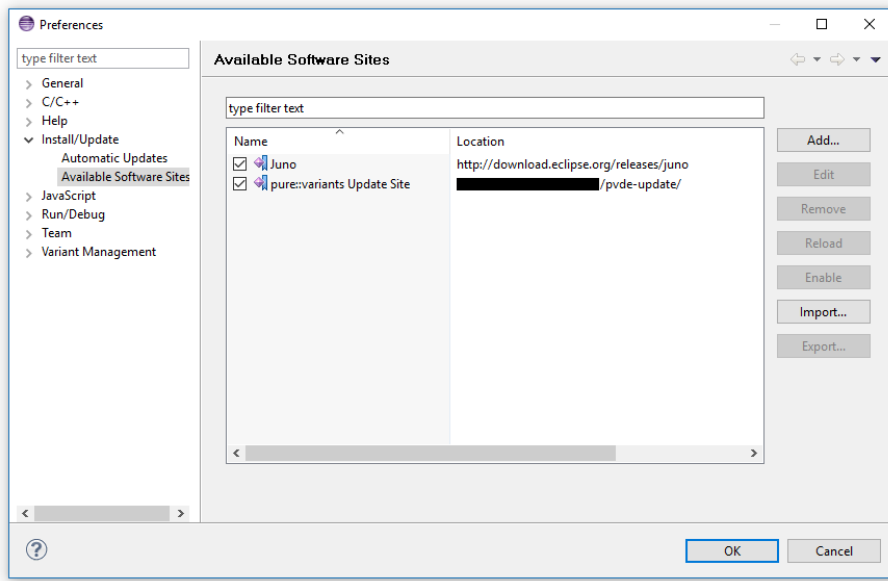 Preferences
type filter text
General
C/C++
Help
Install/Update
Automatic Updates
Available Software Sites
JavaScript
Run/Debug
Team
Variant Management
Available Software Sites
type filter text
Name Location
Juno http://download.eclipse.org/releases/juno
pure::variants Update Site /pvde-update/
Add...
Edit
Remove
Reload
Enable
Import...
Export...
?
OK Cancel